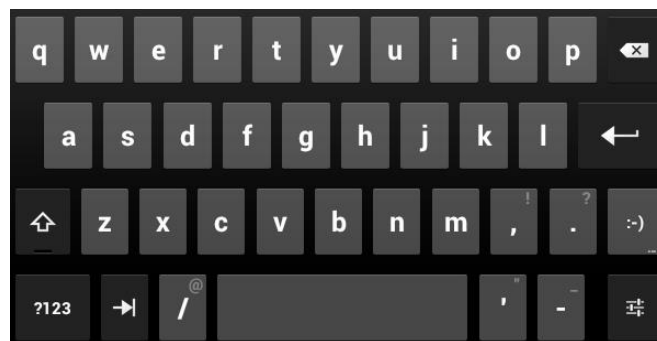 q w e r t y u i o p
a s d f g h j k l
z x c v b n m , ! . ? :-) ...
?123 / @ ' " - _